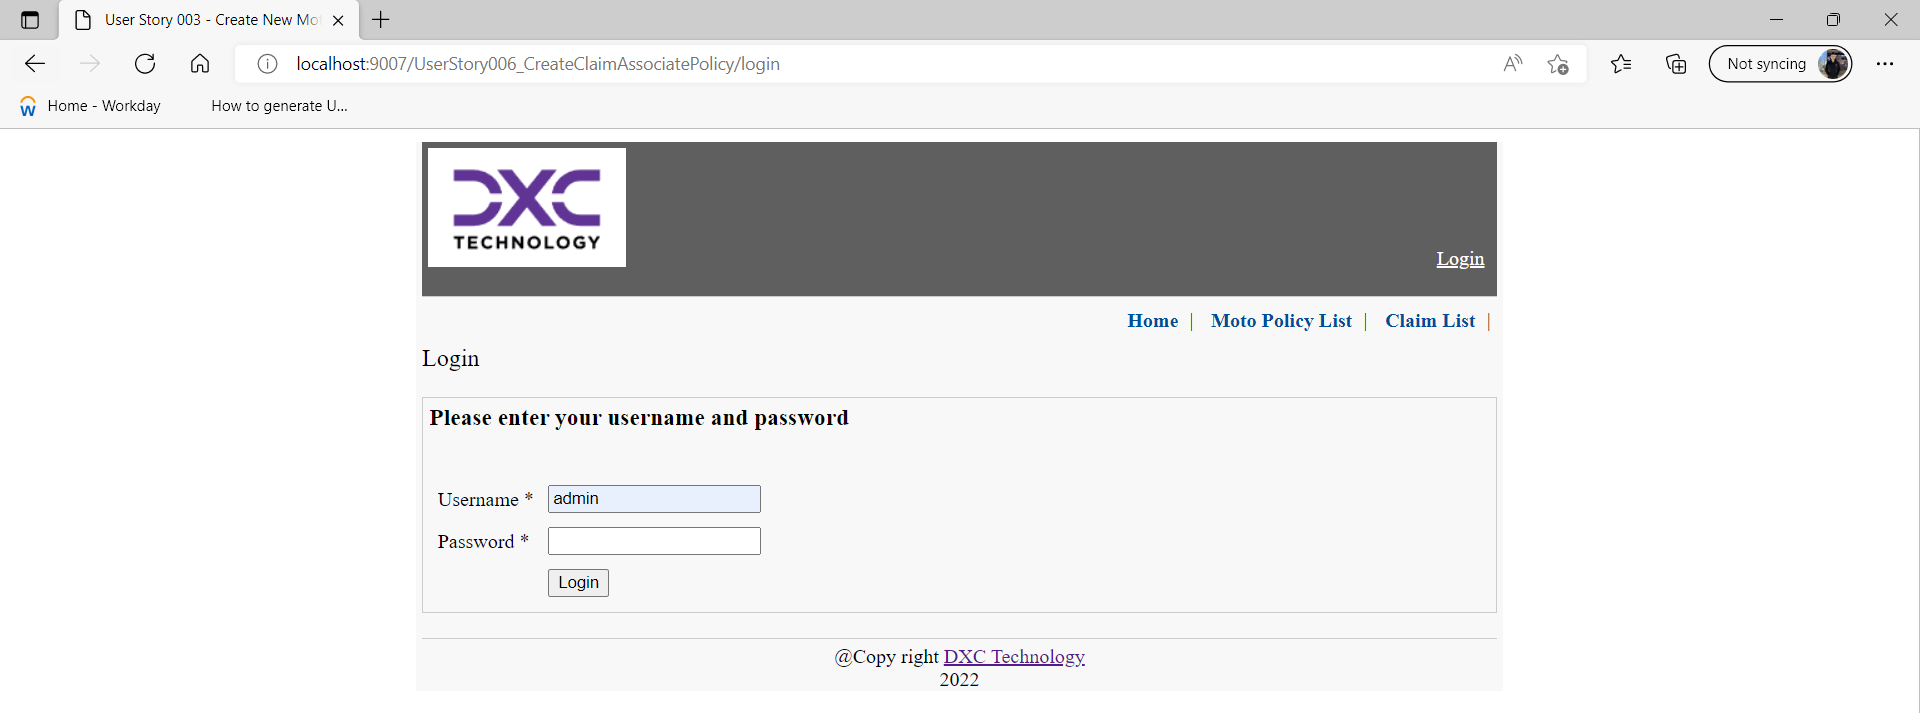 User Story 003 - Create New Mo
localhost:9007/UserStory006_CreateClaimAssociatePolicy/login
Not syncing
Home - Workday
How to generate U...
DXC
TECHNOLOGY
Login
Home | Moto Policy List | Claim List |
Login
Please enter your username and password
Username * admin
Password *
Login
@Copy right DXC Technology
2022